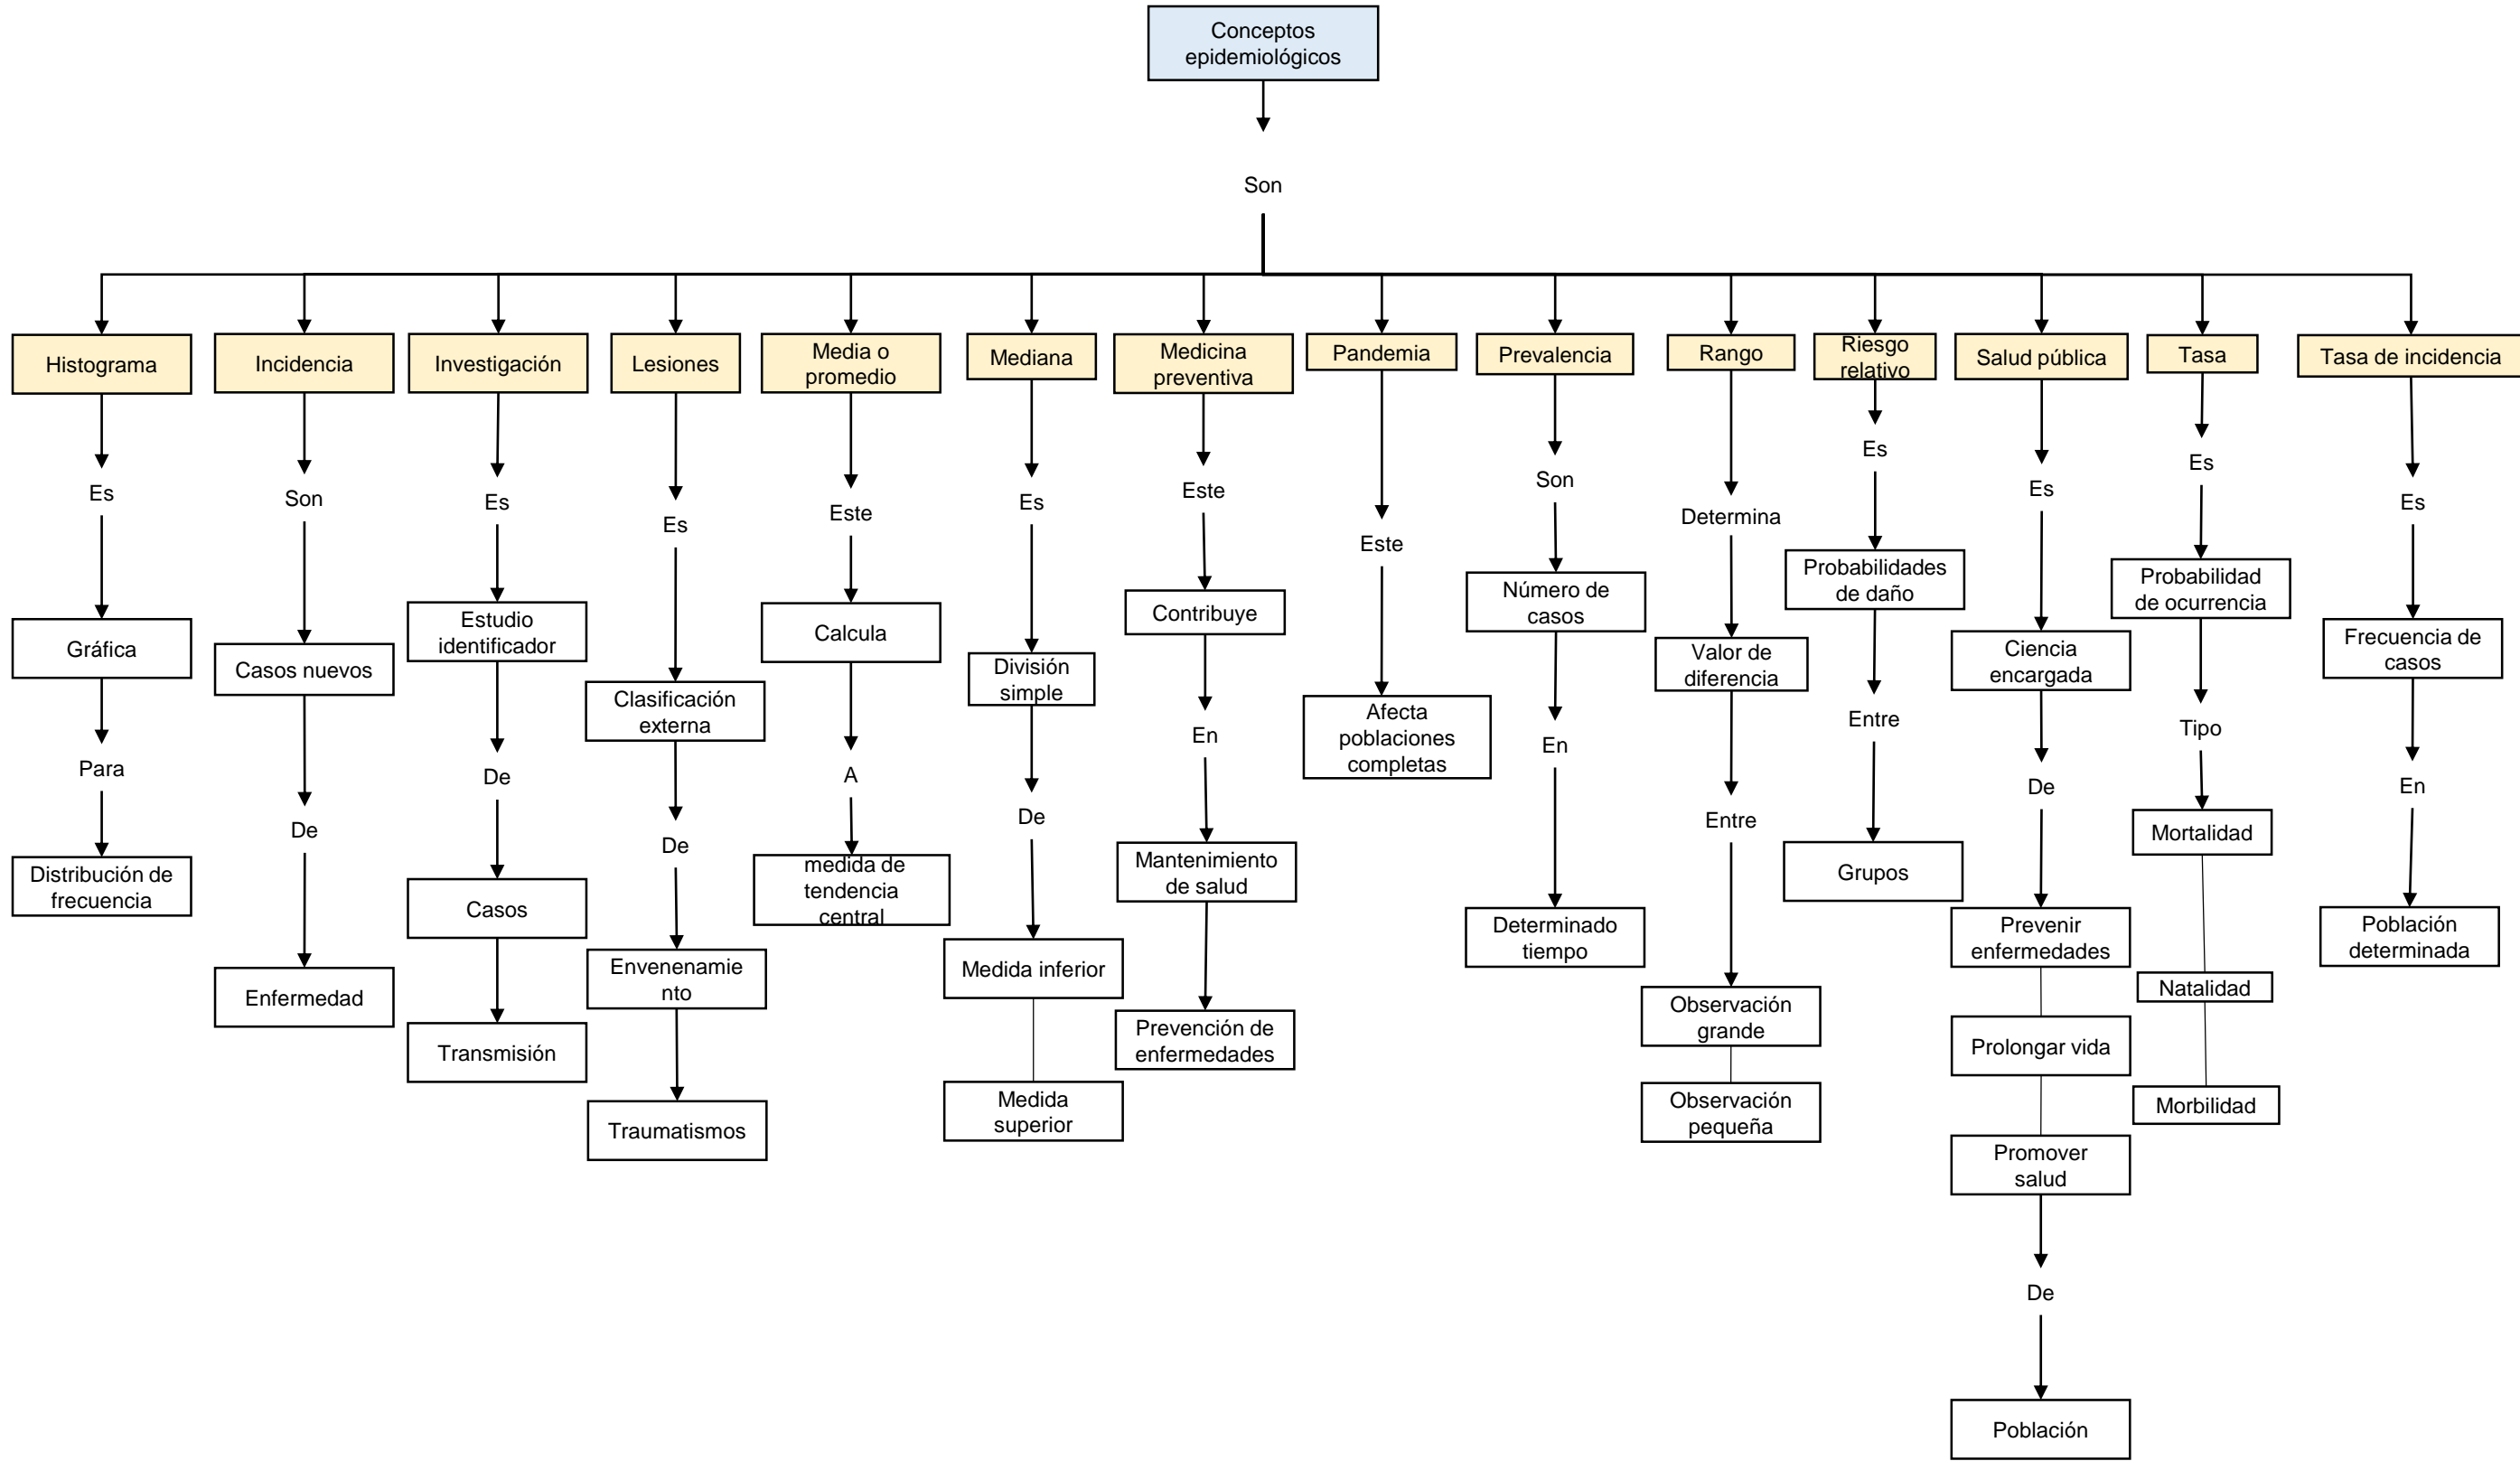 Conceptos
epidemiológicos
Son
Histograma
Es
Gráfica
Para
Distribución de
frecuencia
Incidencia
Son
Casos nuevos
De
Enfermedad
Investigación
Es
Estudio
identificador
De
Casos
Transmisión
Lesiones
Es
Clasificación
externa
De
Envenenamie
nto
Traumatismos
Media o
promedio
Este
Calcula
A
medida de
tendencia
central
Mediana
Es
División
simple
De
Medida inferior
Medida
superior
Medicina
preventiva
Este
Contribuye
En
Mantenimiento
de salud
Prevención de
enfermedades
Pandemia
Este
Afecta
poblaciones
completas
Prevalencia
Son
Número de
casos
En
Determinado
tiempo
Rango
Determina
Valor de
diferencia
Entre
Observación
grande
Observación
pequeña
Riesgo
relativo
Es
Probabilidades
de daño
Entre
Grupos
Salud pública
Es
Ciencia
encargada
De
Prevenir
enfermedades
Prolongar vida
Promover
salud
De
Población
Tasa
Es
Probabilidad
de ocurrencia
Tipo
Mortalidad
Natalidad
Morbilidad
Tasa de incidencia
Es
Frecuencia de
casos
En
Población
determinada